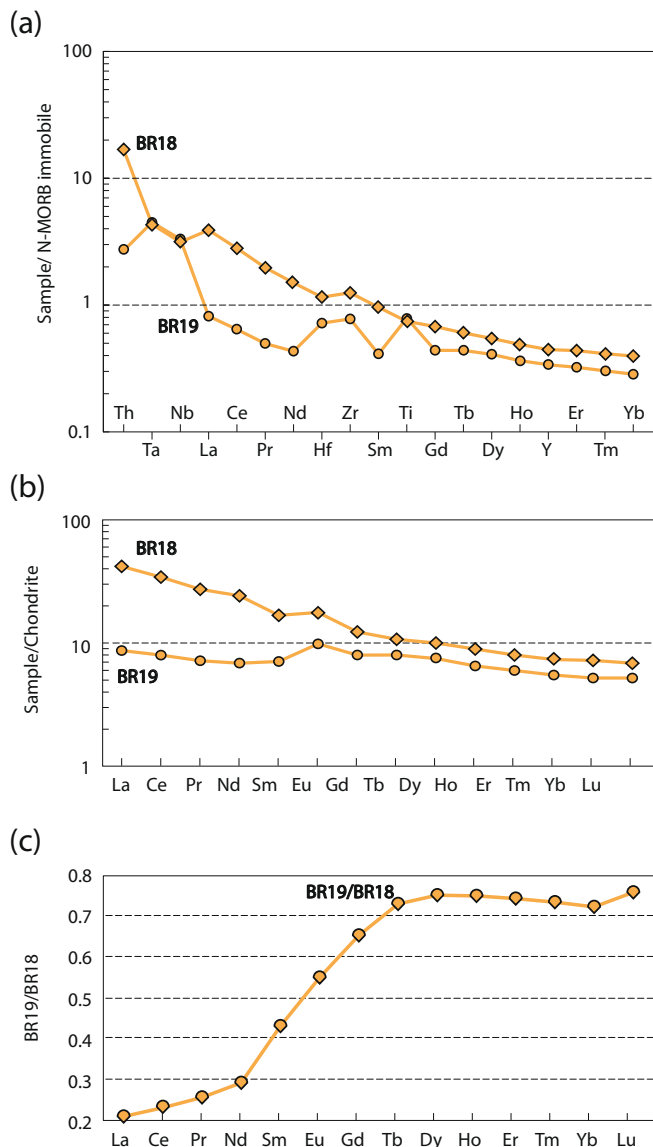 (a)
100
10
1
0.1
Sample/ N-MORB immobile
BR18
BR19
Th Nb Ce Nd Zr Ti Tb Ho Er Yb
Ta La Pr Hf Sm Gd Dy Y Tm
(b)
100
10
1
Sample/Chondrite
BR18
BR19
La Ce Pr Nd Sm Eu Gd Tb Dy Ho Er Tm Yb Lu
(c)
0.8
0.7
0.6
0.5
0.4
0.3
0.2
BR19/BR18
BR19/BR18
La Ce Pr Nd Sm Eu Gd Tb Dy Ho Er Tm Yb Lu